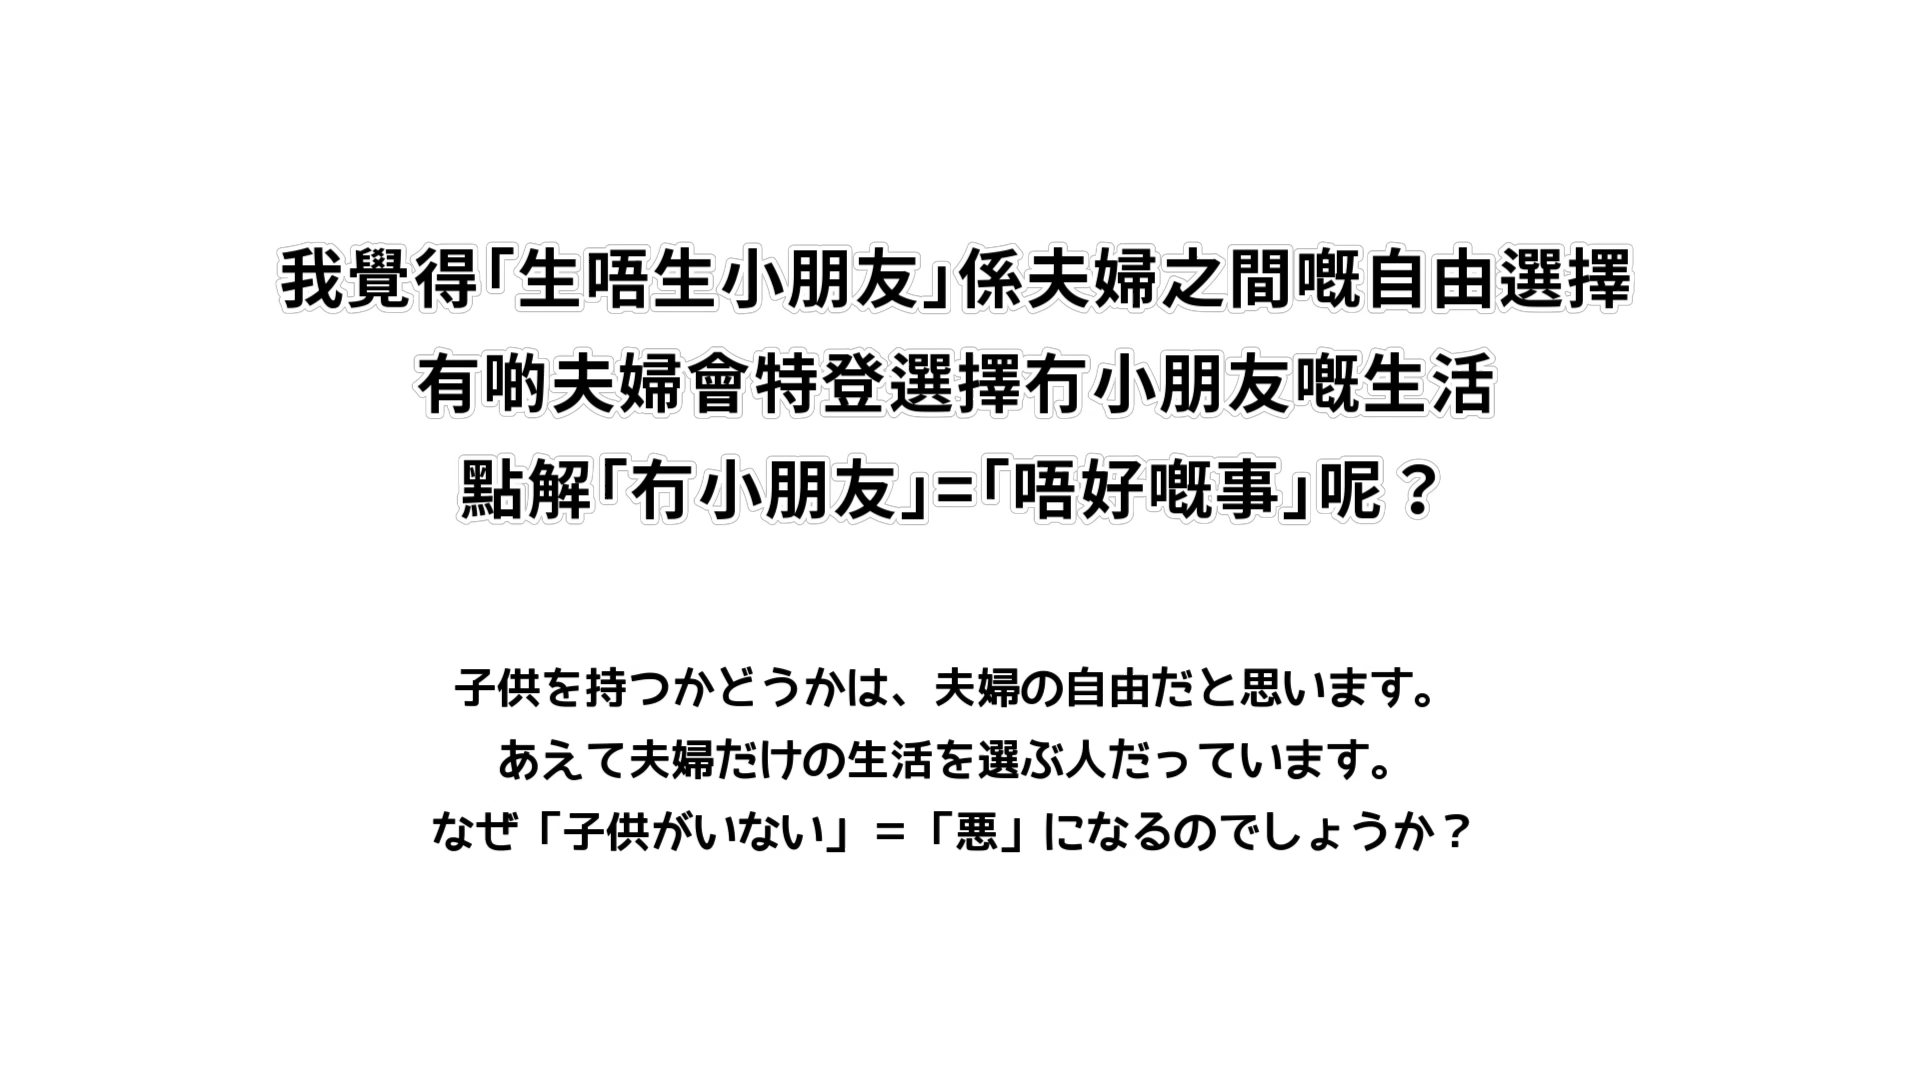 我覺得「生唔生小朋友」係夫婦之間嘅自由選擇
有啲夫婦會特登選擇冇小朋友嘅生活
點解「冇小朋友」=「唔好嘅事」呢？
子供を持つかどうかは、夫婦の自由だと思います。
あえて夫婦だけの生活を選ぶ人だっています。
なぜ「子供がいない」＝「悪」になるのでしょうか？